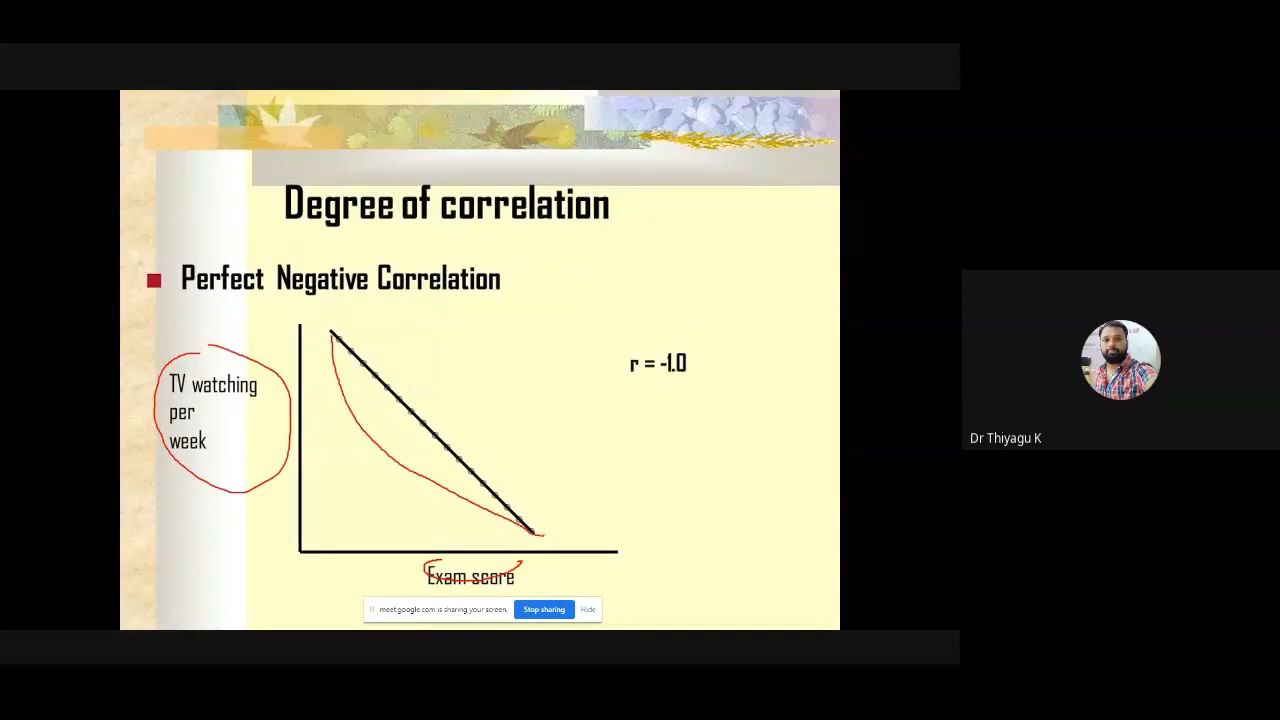 Degree of correlation
Perfect Negative Correlation
r = -1.0
TV watching
per
week
Exam score
meet.google.com is sharing your screen.
Stop sharing
Hide
Dr Thiyagu K